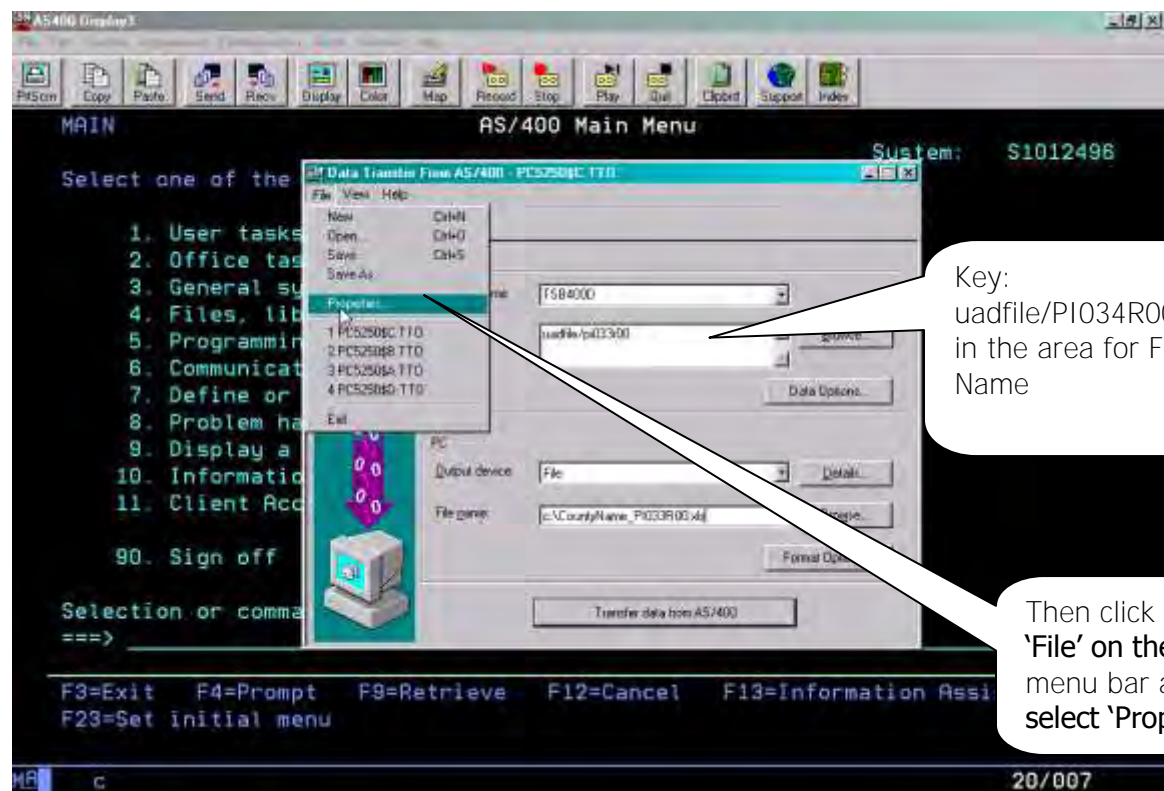 AS400 Display3
PrtScrn Copy Paste Send Recv Display Color Map Record Stop Play Quit Clipbrd Support Index
MAIN AS/400 Main Menu
System: S1012496
Select one of the
1. User tasks
2. Office tas
3. General sy
4. Files, lib
5. Programmin
6. Communicat
7. Define or
8. Problem ha
9. Display a
10. Informatio
11. Client Acc
90. Sign off
Selection or comma
===>
F3=Exit F4=Prompt F9=Retrieve F12=Cancel F13=Information Assi
F23=Set initial menu
MA c 20/007
Data Transfer From AS/400 - PC5250$C.TTO
File View Help
New Ctrl+N
Open... Ctrl+O
Save Ctrl+S
Save As
Properties...
1 PC5250$C.TTO
2 PC5250$B.TTO
3 PC5250$A.TTO
4 PC5250$D.TTO
Exit
me: TSB400D
uadfile/pi033r00 Browse...
Data Options...
PC
Output device: File Details...
File name: c:\CountyName_PI033R00.xls Browse...
Format Op
Transfer data from AS/400
Key:
uadfile/PI034R00
in the area for F
Name
Then click
‘File’ on the
menu bar a
select ‘Prop